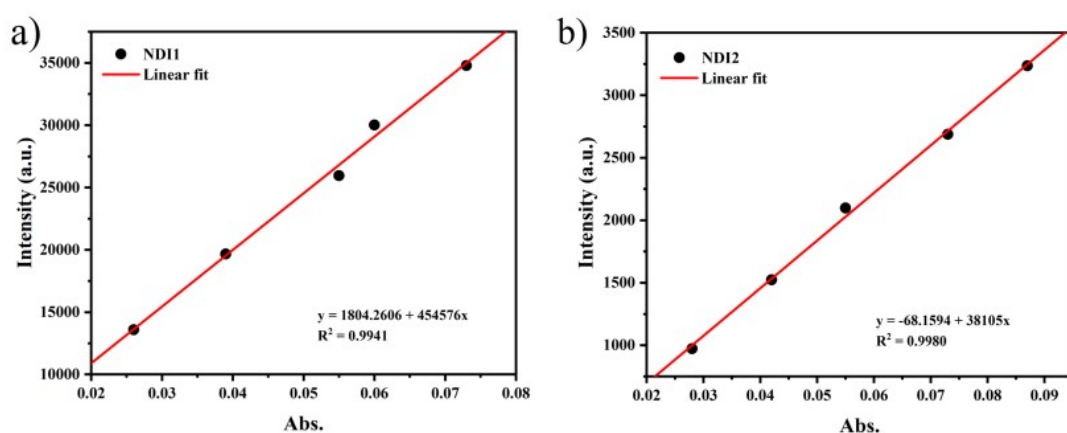 a)
NDI1
Linear fit
Intensity (a.u.)
35000
30000
25000
20000
15000
10000
y = 1804.2606 + 454576x
R² = 0.9941
0.02 0.03 0.04 0.05 0.06 0.07 0.08
Abs.
b)
NDI2
Linear fit
Intensity (a.u.)
3500
3000
2500
2000
1500
1000
y = -68.1594 + 38105x
R² = 0.9980
0.02 0.03 0.04 0.05 0.06 0.07 0.08 0.09
Abs.